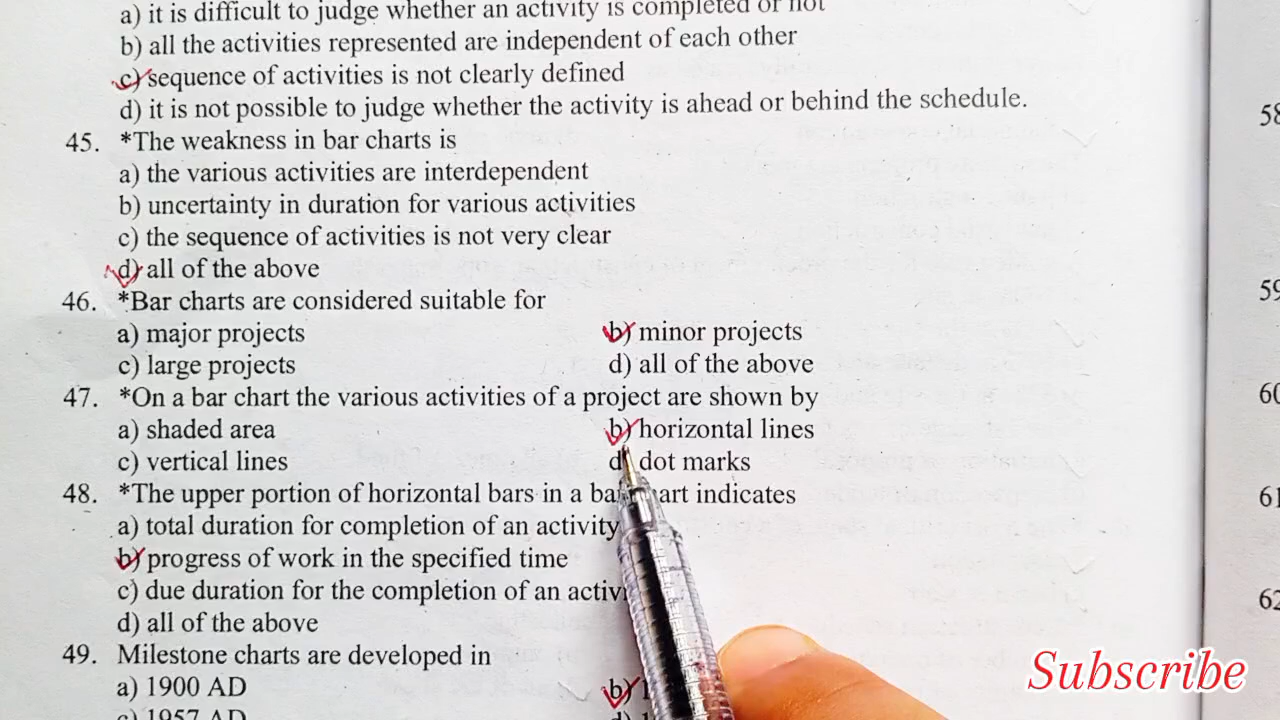 a) it is difficult to judge whether an activity is completed or not
b) all the activities represented are independent of each other
c) sequence of activities is not clearly defined
d) it is not possible to judge whether the activity is ahead or behind the schedule.
45. *The weakness in bar charts is
a) the various activities are interdependent
b) uncertainty in duration for various activities
c) the sequence of activities is not very clear
d) all of the above
46. *Bar charts are considered suitable for
a) major projects b) minor projects
c) large projects d) all of the above
47. *On a bar chart the various activities of a project are shown by
a) shaded area b) horizontal lines
c) vertical lines d) dot marks
48. *The upper portion of horizontal bars in a indicates
a) total duration for completion of an activity
b) progress of work in the specified time
c) due duration for the completion of an
d) all of the above
49. Milestone charts are developed in
a) 1900 AD b)
c) 1957 AD
58
59
60
61
62
Subscribe